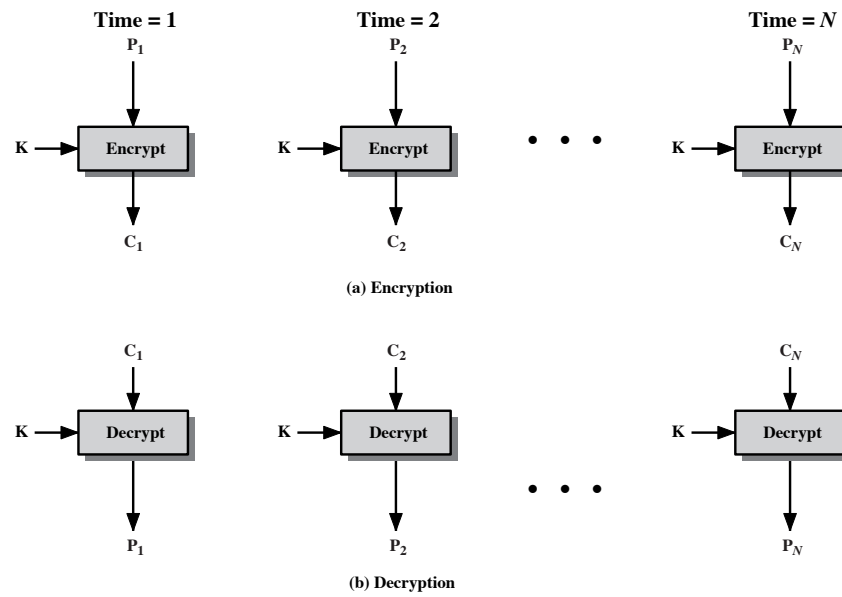 Time = 1 Time = 2 Time = N
P1 P2 PN
K Encrypt K Encrypt K Encrypt
C1 C2 CN
(a) Encryption
C1 C2 CN
K Decrypt K Decrypt K Decrypt
P1 P2 PN
(b) Decryption